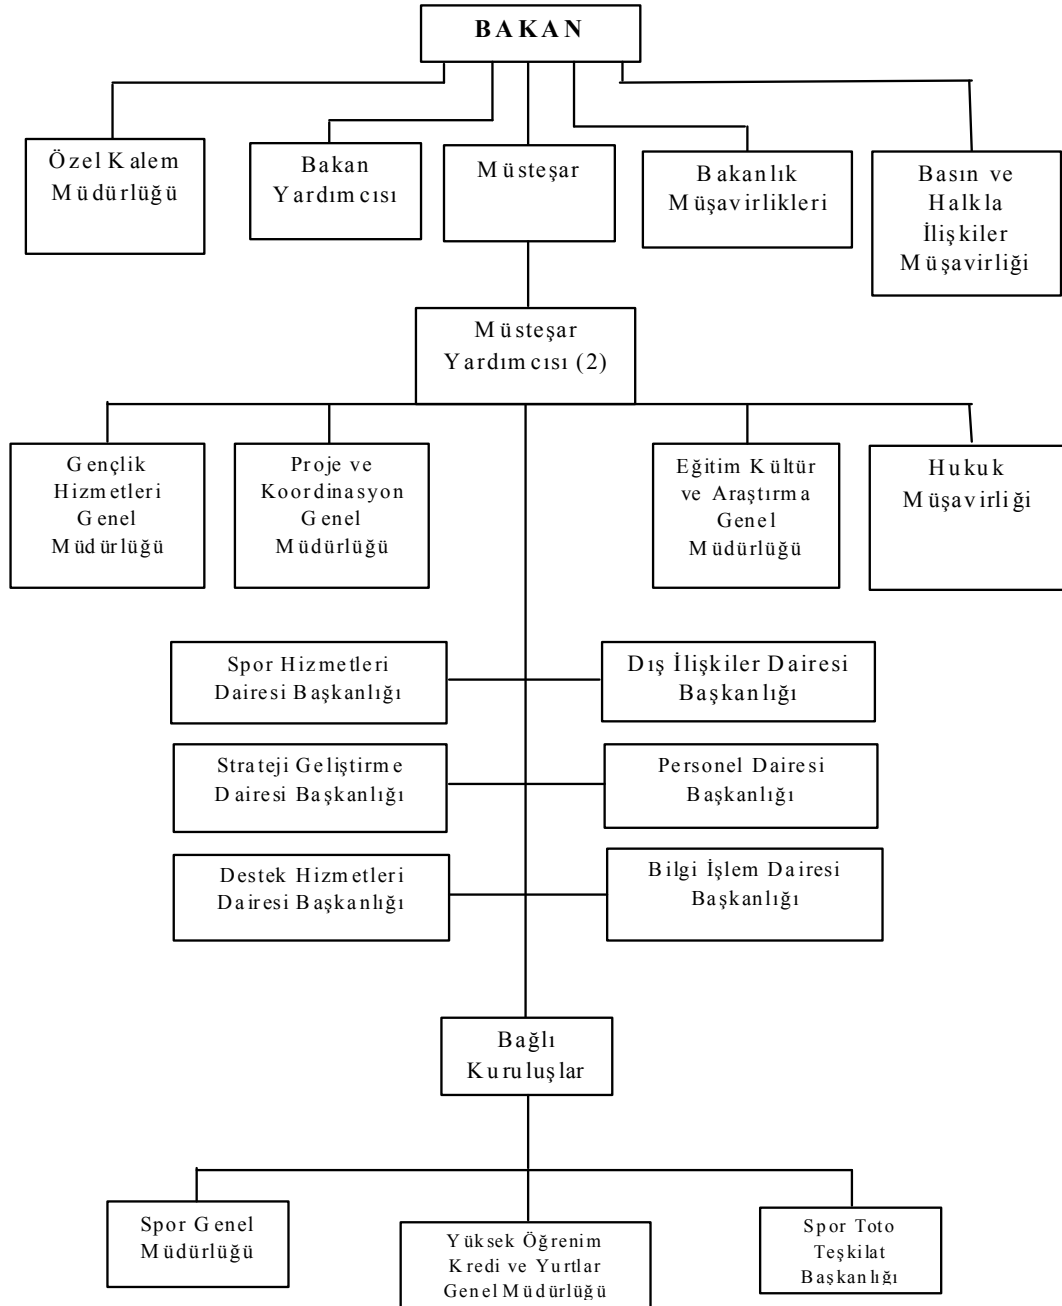 BAKAN
Özel Kalem
Müdürlüğü
Bakan
Yardımcısı
Müsteşar
Bakanlık
Müşavirlikleri
Basın ve
Halkla
İlişkiler
Müşavirliği
Müsteşar
Yardımcısı (2)
Gençlik
Hizmetleri
Genel
Müdürlüğü
Proje ve
Koordinasyon
Genel
Müdürlüğü
Eğitim Kültür
ve Araştırma
Genel
Müdürlüğü
Hukuk
Müşavirliği
Spor Hizmetleri
Dairesi Başkanlığı
Dış İlişkiler Dairesi
Başkanlığı
Strateji Geliştirme
Dairesi Başkanlığı
Personel Dairesi
Başkanlığı
Destek Hizmetleri
Dairesi Başkanlığı
Bilgi İşlem Dairesi
Başkanlığı
Bağlı
Kuruluşlar
Spor Genel
Müdürlüğü
Yüksek Öğrenim
Kredi ve Yurtlar
Genel Müdürlüğü
Spor Toto
Teşkilat
Başkanlığı